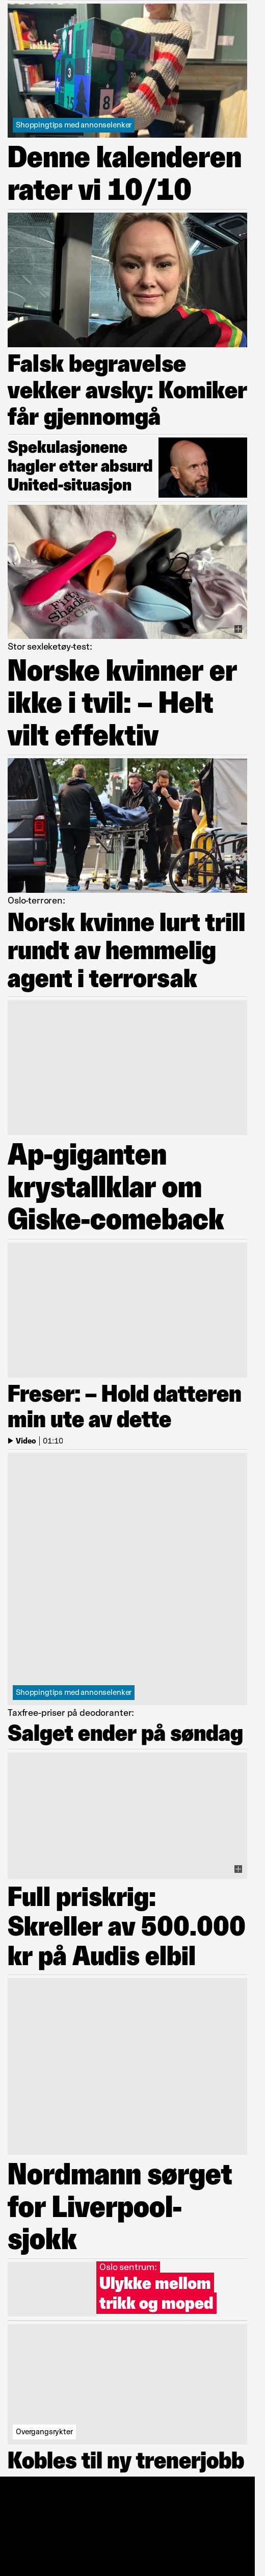 Shoppingtips med annonselenker
Denne kalenderen
rater vi 10/10
Falsk begravelse
vekker avsky: Komiker
får gjennomgå
Spekulasjonene
hagler etter absurd
United-situasjon
Fifty
Shade
Stor sexleketøy-test:
Norske kvinner er
ikke i tvil: – Helt
vilt effektiv
Oslo-terroren:
Norsk kvinne lurt trill
rundt av hemmelig
agent i terrorsak
Ap-giganten
krystallklar om
Giske-comeback
Freser: – Hold datteren
min ute av dette
Video | 01:10
Shoppingtips med annonselenker
Taxfree-priser på deodoranter:
Salget ender på søndag
Full priskrig:
Skreller av 500.000
kr på Audis elbil
Nordmann sørget
for Liverpool-
sjokk
Oslo sentrum:
Ulykke mellom
trikk og moped
Overgangsrykter
Kobles til ny trenerjobb